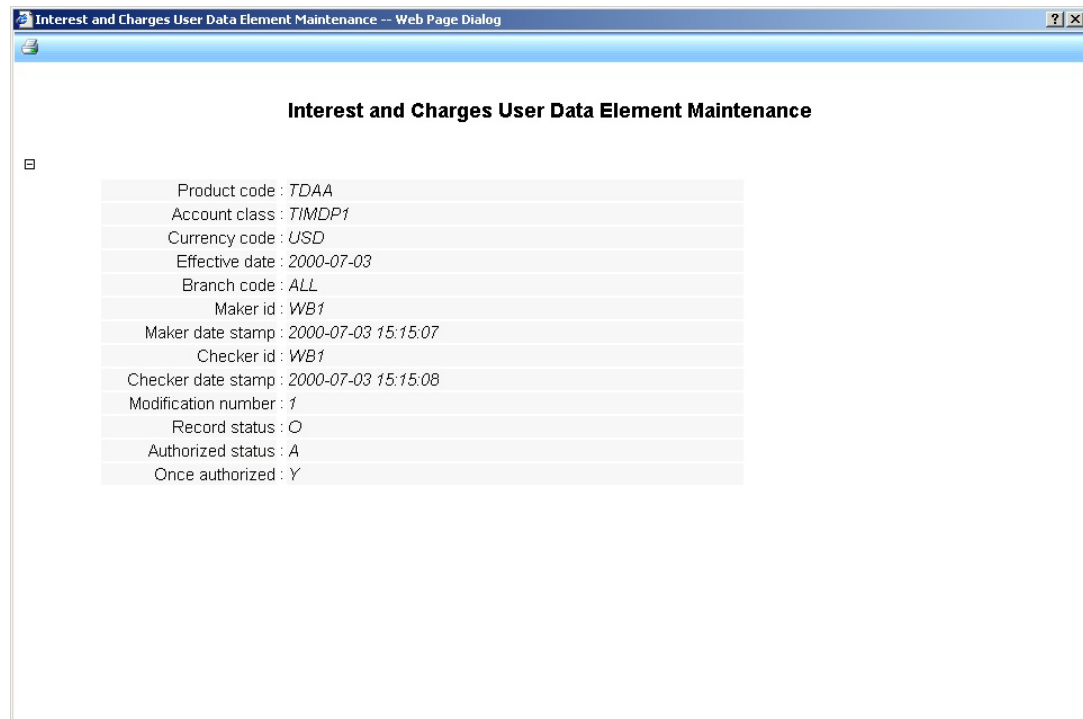 Interest and Charges User Data Element Maintenance -- Web Page Dialog
Interest and Charges User Data Element Maintenance
Product code : TDAA
Account class : TIMDP1
Currency code : USD
Effective date : 2000-07-03
Branch code : ALL
Maker id : WB1
Maker date stamp : 2000-07-03 15:15:07
Checker id : WB1
Checker date stamp : 2000-07-03 15:15:08
Modification number : 1
Record status : O
Authorized status : A
Once authorized : Y